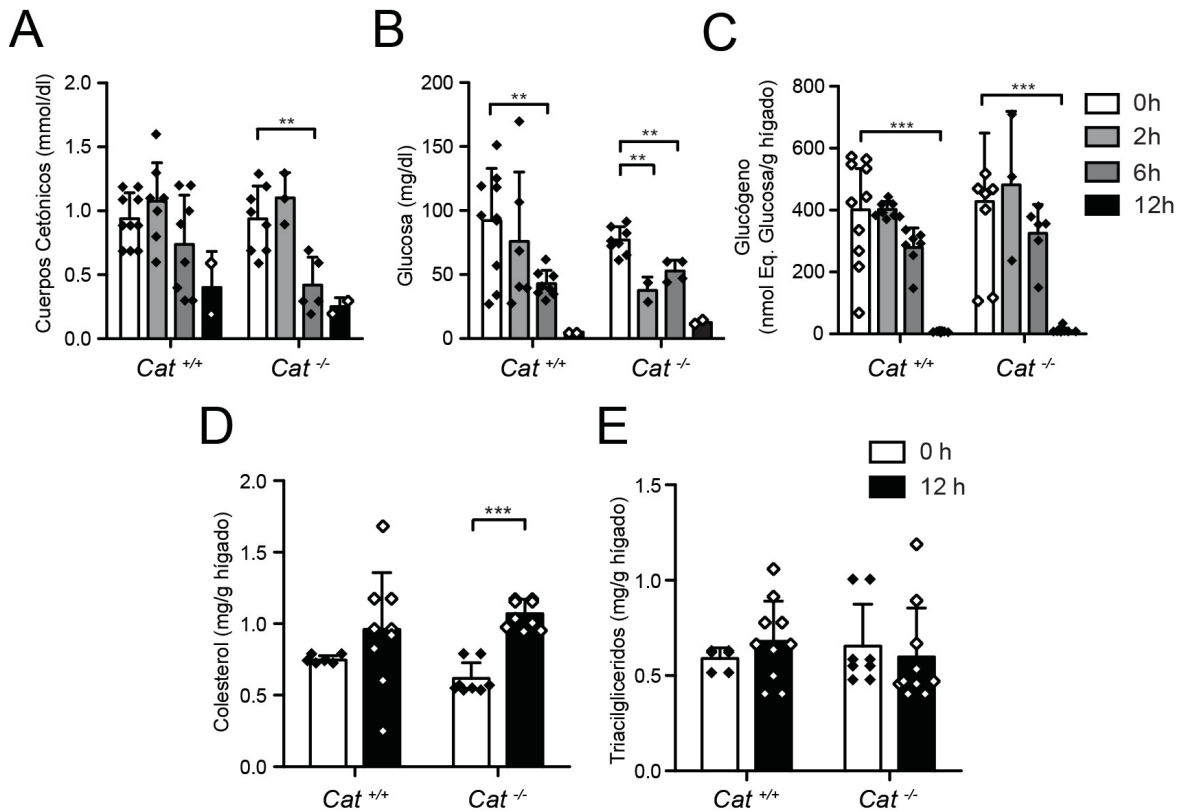 A
Cuerpos Cetónicos (mmol/dl)
2.0
1.5
1.0
0.5
0.0
**
Cat +/+
Cat -/-
B
Glucosa (mg/dl)
200
150
100
50
0
**
**
**
Cat +/+
Cat -/-
C
Glucógeno
(nmol Eq. Glucosa/g hígado)
800
600
400
200
0
***
***
Cat +/+
Cat -/-
0h
2h
6h
12h
D
Colesterol (mg/g hígado)
2.0
1.5
1.0
0.5
0.0
***
Cat +/+
Cat -/-
E
Triacilgliceridos (mg/g hígado)
1.5
1.0
0.5
0.0
Cat +/+
Cat -/-
0 h
12 h